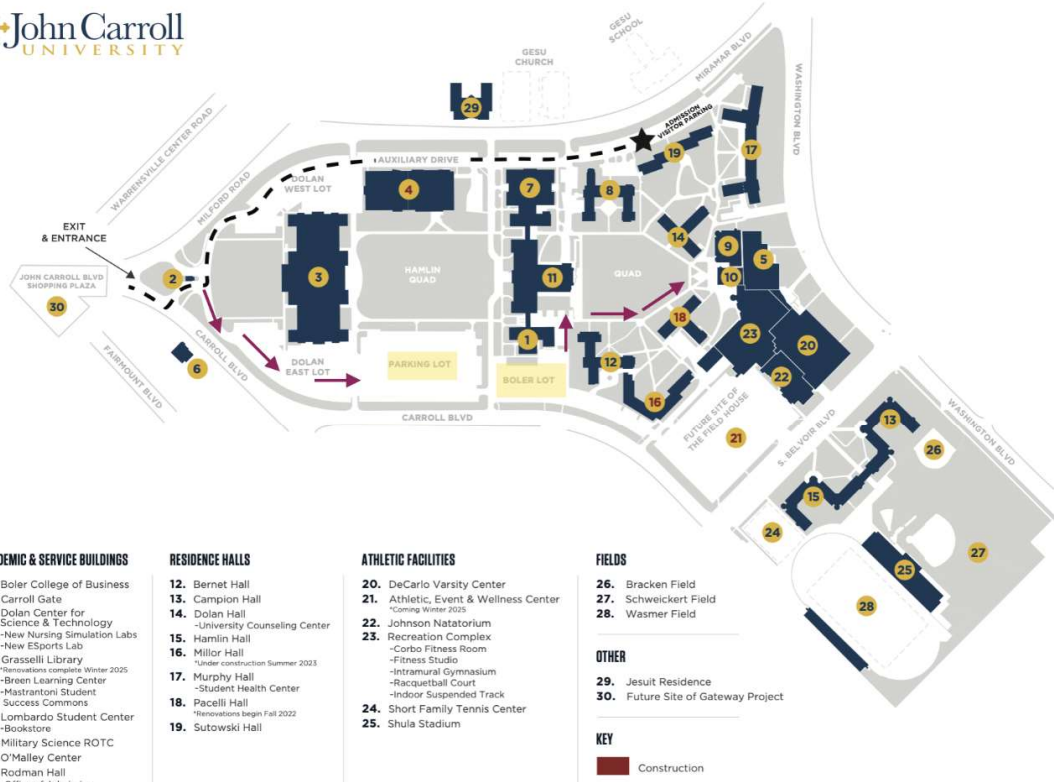 John Carroll
UNIVERSITY
GESU
SCHOOL
GESU
CHURCH
MIRAMAR BLVD
WASHINGTON BLVD
29
ADMISSION
VISITOR PARKING
19
17
WARRENSVILLE CENTER ROAD
AUXILIARY DRIVE
DOLAN
WEST LOT
4
7
8
MILFORD ROAD
EXIT
& ENTRANCE
14
9
5
JOHN CARROLL BLVD
SHOPPING PLAZA
30
2
3
HAMLIN
QUAD
11
QUAD
10
18
23
20
1
6
CARROLL BLVD
DOLAN
EAST LOT
PARKING LOT
BOLER LOT
12
22
FAIRMOUNT BLVD
16
CARROLL BLVD
FUTURE SITE OF
THE FIELD HOUSE
21
S. BELVOIR BLVD
WASHINGTON BLVD
13
26
15
24
25
27
28
DEMIC & SERVICE BUILDINGS
Boler College of Business
Carroll Gate
Dolan Center for
Science & Technology
-New Nursing Simulation Labs
-New ESports Lab
Grasselli Library
*Renovations complete Winter 2025
-Breen Learning Center
-Mastrantoni Student
Success Commons
Lombardo Student Center
-Bookstore
Military Science ROTC
O'Malley Center
Rodman Hall
RESIDENCE HALLS
12. Bernet Hall
13. Campion Hall
14. Dolan Hall
-University Counseling Center
15. Hamlin Hall
16. Millor Hall
*Under construction Summer 2023
17. Murphy Hall
-Student Health Center
18. Pacelli Hall
*Renovations begin Fall 2022
19. Sutowski Hall
ATHLETIC FACILITIES
20. DeCarlo Varsity Center
21. Athletic, Event & Wellness Center
*Coming Winter 2025
22. Johnson Natatorium
23. Recreation Complex
-Corbo Fitness Room
-Fitness Studio
-Intramural Gymnasium
-Racquetball Court
-Indoor Suspended Track
24. Short Family Tennis Center
25. Shula Stadium
FIELDS
26. Bracken Field
27. Schweickert Field
28. Wasmer Field
OTHER
29. Jesuit Residence
30. Future Site of Gateway Project
KEY
Construction